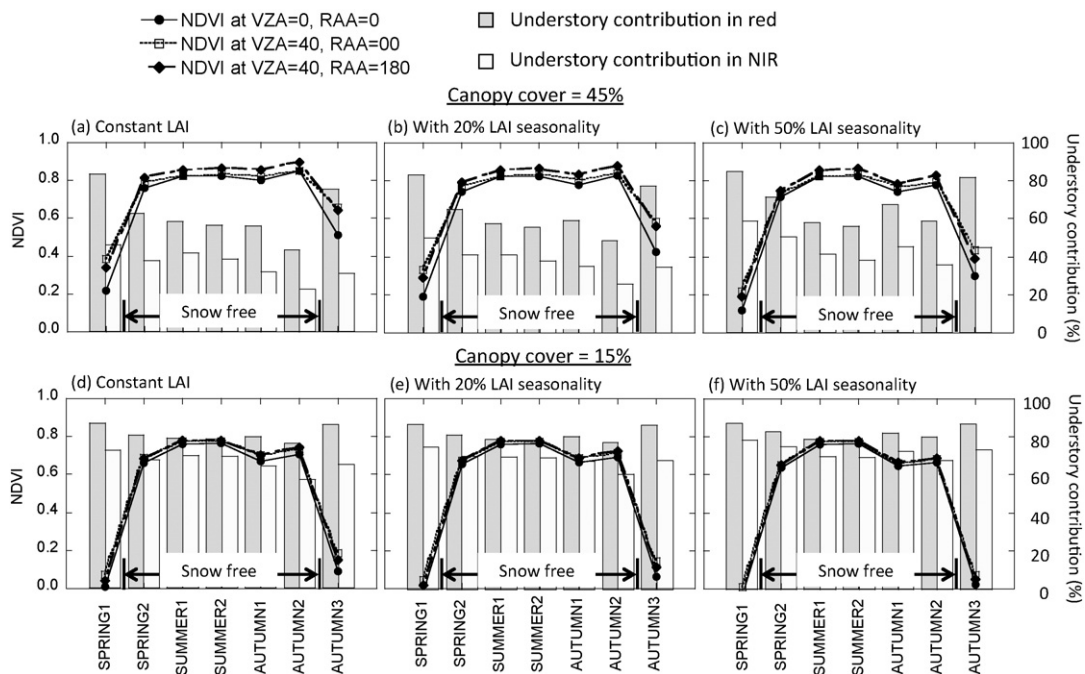 NDVI at VZA=0, RAA=0
NDVI at VZA=40, RAA=00
NDVI at VZA=40, RAA=180
Understory contribution in red
Understory contribution in NIR
Canopy cover = 45%
(a) Constant LAI
(b) With 20% LAI seasonality
(c) With 50% LAI seasonality
NDVI
1.0
0.8
0.6
0.4
0.2
0.0
Snow free
Snow free
Snow free
100
80
60
40
20
0
Understory contribution (%)
Canopy cover = 15%
(d) Constant LAI
(e) With 20% LAI seasonality
(f) With 50% LAI seasonality
NDVI
1.0
0.8
0.6
0.4
0.2
0.0
Snow free
Snow free
Snow free
100
80
60
40
20
0
Understory contribution (%)
SPRING1
SPRING2
SUMMER1
SUMMER2
AUTUMN1
AUTUMN2
AUTUMN3
SPRING1
SPRING2
SUMMER1
SUMMER2
AUTUMN1
AUTUMN2
AUTUMN3
SPRING1
SPRING2
SUMMER1
SUMMER2
AUTUMN1
AUTUMN2
AUTUMN3